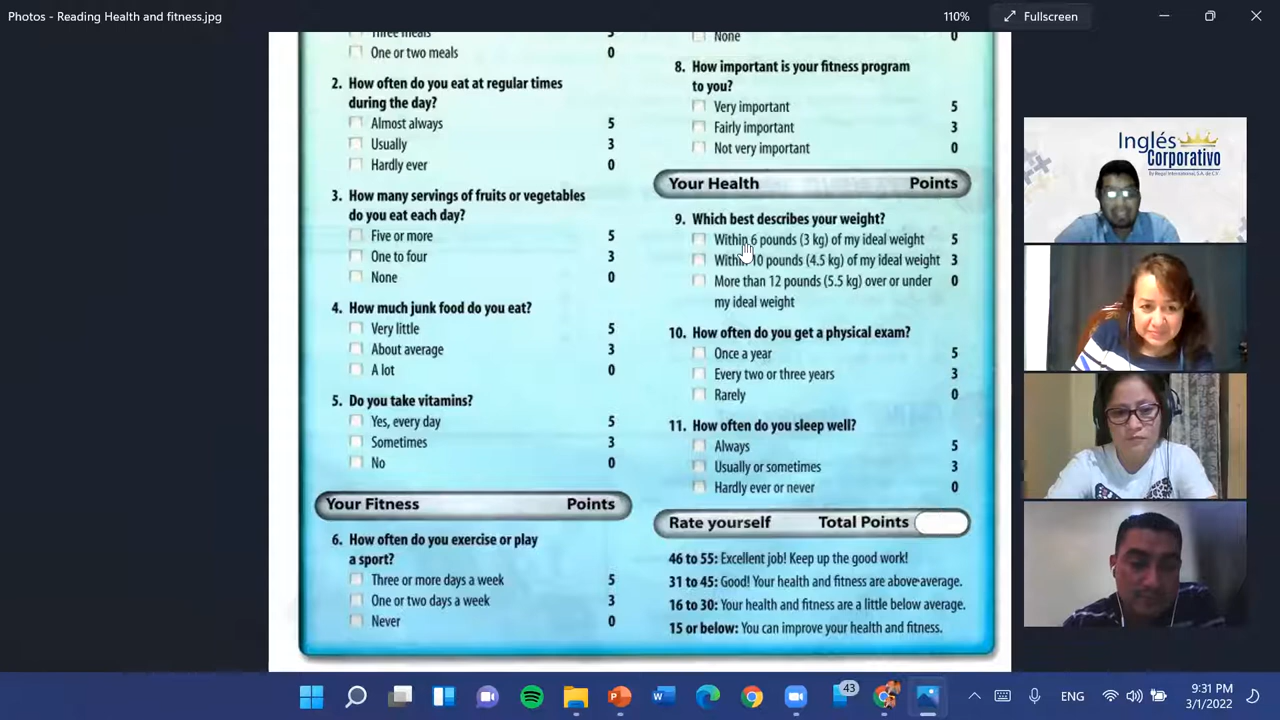 Photos - Reading Health and fitness.jpg
110%
Fullscreen
Three meals 3
One or two meals 0
2. How often do you eat at regular times
during the day?
Almost always 5
Usually 3
Hardly ever 0
3. How many servings of fruits or vegetables
do you eat each day?
Five or more 5
One to four 3
None 0
4. How much junk food do you eat?
Very little 5
About average 3
A lot 0
5. Do you take vitamins?
Yes, every day 5
Sometimes 3
No 0
Your Fitness Points
6. How often do you exercise or play
a sport?
Three or more days a week 5
One or two days a week 3
Never 0
None 0
8. How important is your fitness program
to you?
Very important 5
Fairly important 3
Not very important 0
Your Health Points
9. Which best describes your weight?
Within 6 pounds (3 kg) of my ideal weight 5
Within 10 pounds (4.5 kg) of my ideal weight 3
More than 12 pounds (5.5 kg) over or under 0
my ideal weight
10. How often do you get a physical exam?
Once a year 5
Every two or three years 3
Rarely 0
11. How often do you sleep well?
Always 5
Usually or sometimes 3
Hardly ever or never 0
Rate yourself Total Points
46 to 55: Excellent job! Keep up the good work!
31 to 45: Good! Your health and fitness are above average.
16 to 30: Your health and fitness are a little below average.
15 or below: You can improve your health and fitness.
Inglés
Corporativo
by Regal International, S.A. de C.V.
43
ENG
9:31 PM
3/1/2022